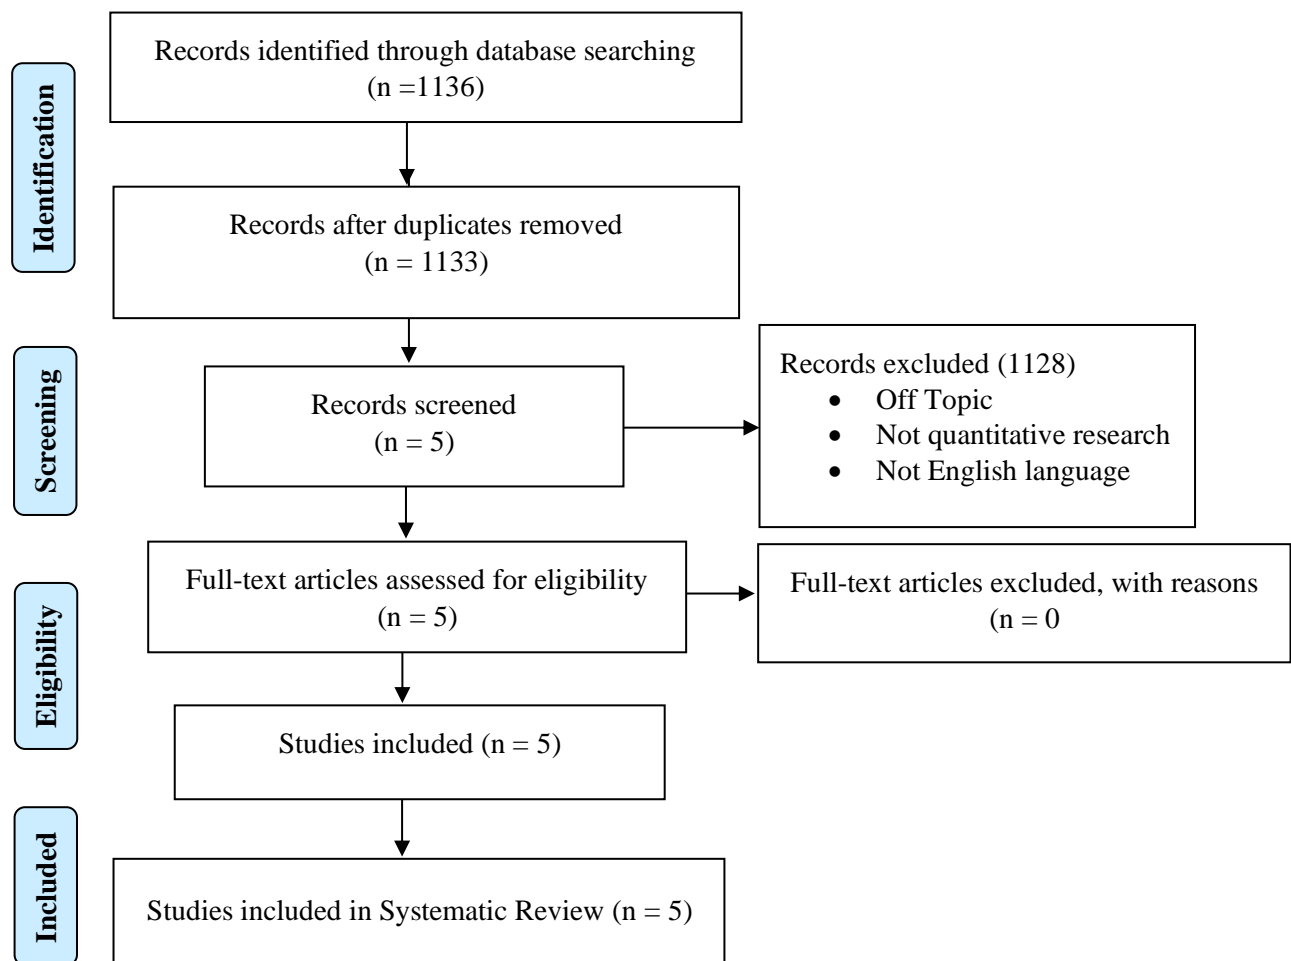 Identification
Records identified through database searching
(n =1136)
Records after duplicates removed
(n = 1133)
Screening
Records screened
(n = 5)
Records excluded (1128)
• Off Topic
• Not quantitative research
• Not English language
Eligibility
Full-text articles assessed for eligibility
(n = 5)
Full-text articles excluded, with reasons
(n = 0
Studies included (n = 5)
Included
Studies included in Systematic Review (n = 5)